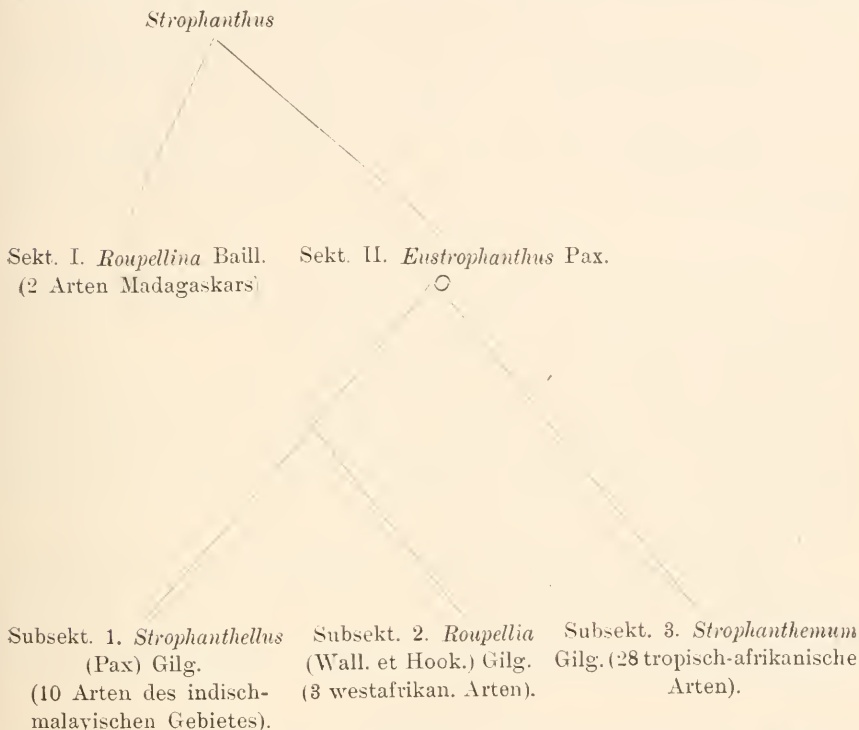 Strophanthus
Sekt. I. Roupellina Baill.
(2 Arten Madagaskars)
Sekt. II. Eustrophanthus Pax.
Subsekt. 1. Strophanthellus
(Pax) Gilg.
(10 Arten des indisch-
malayischen Gebietes).
Subsekt. 2. Roupellia
(Wall. et Hook.) Gilg.
(3 westafrikan. Arten).
Subsekt. 3. Strophanthemum
Gilg. (28 tropisch-afrikanische
Arten).